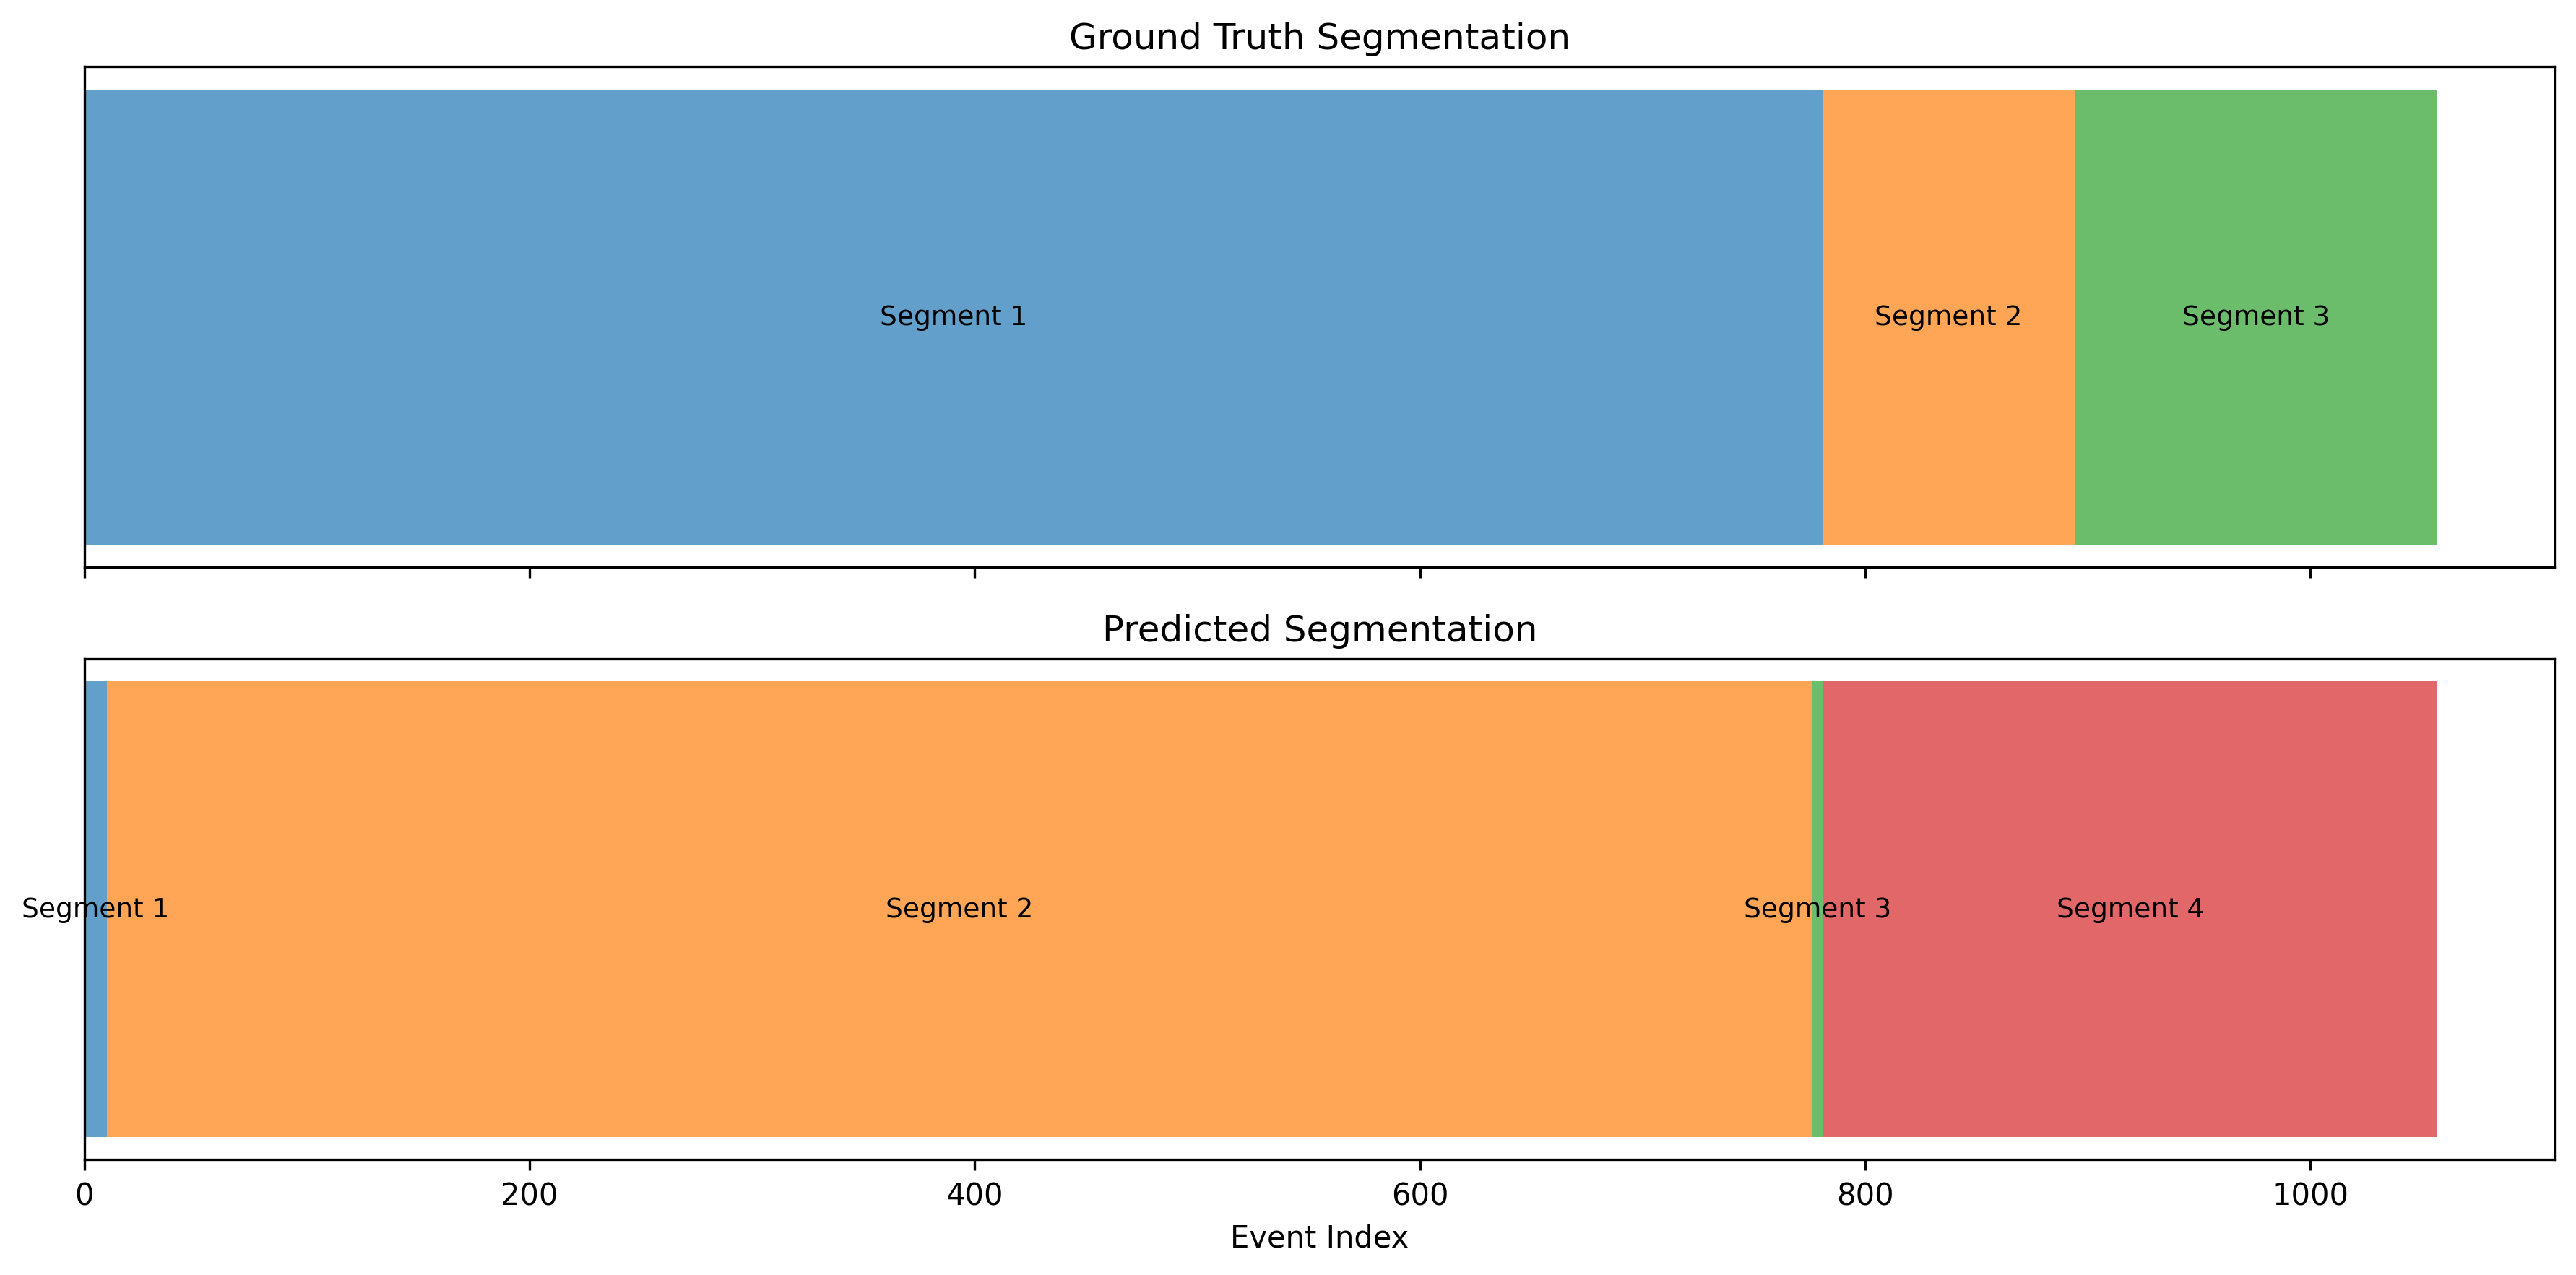 Ground Truth Segmentation
Segment 1 Segment 2 Segment 3
Predicted Segmentation
Segment 1 Segment 2 Segment 3 Segment 4
0 200 400 600 800 1000
Event Index